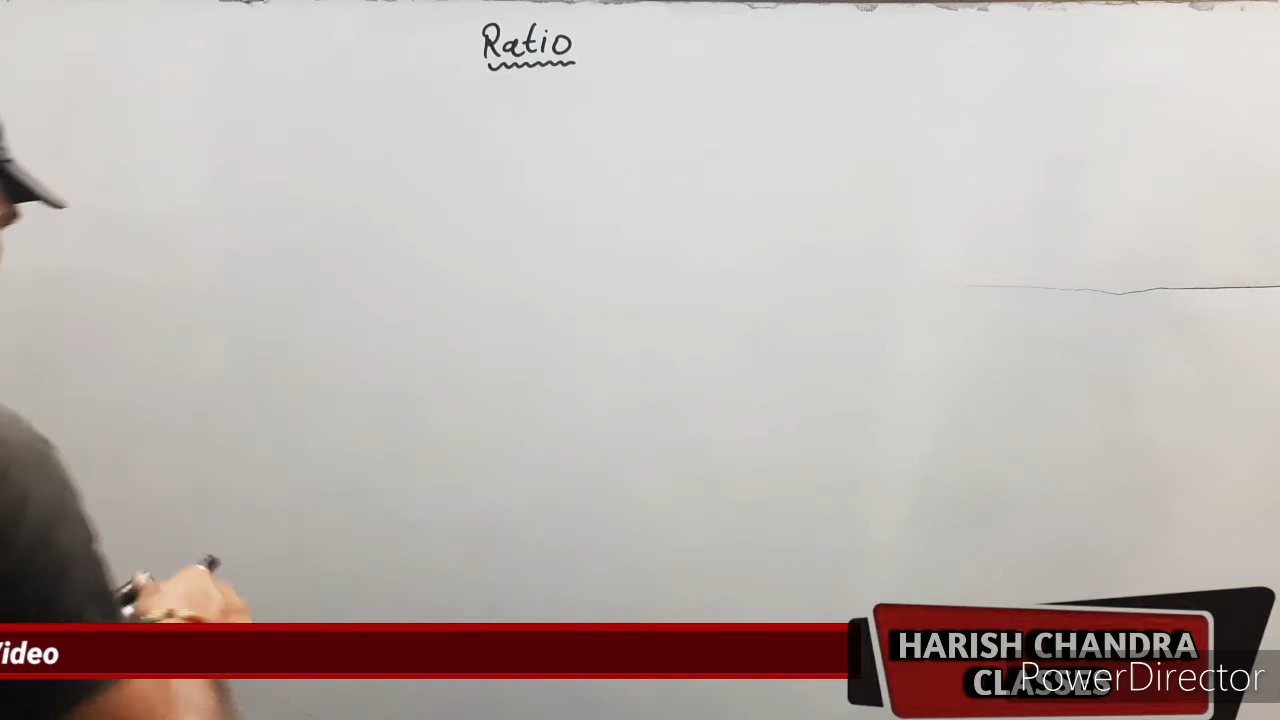 Ratio
Video
HARISH CHANDRA
CLASSES
PowerDirector